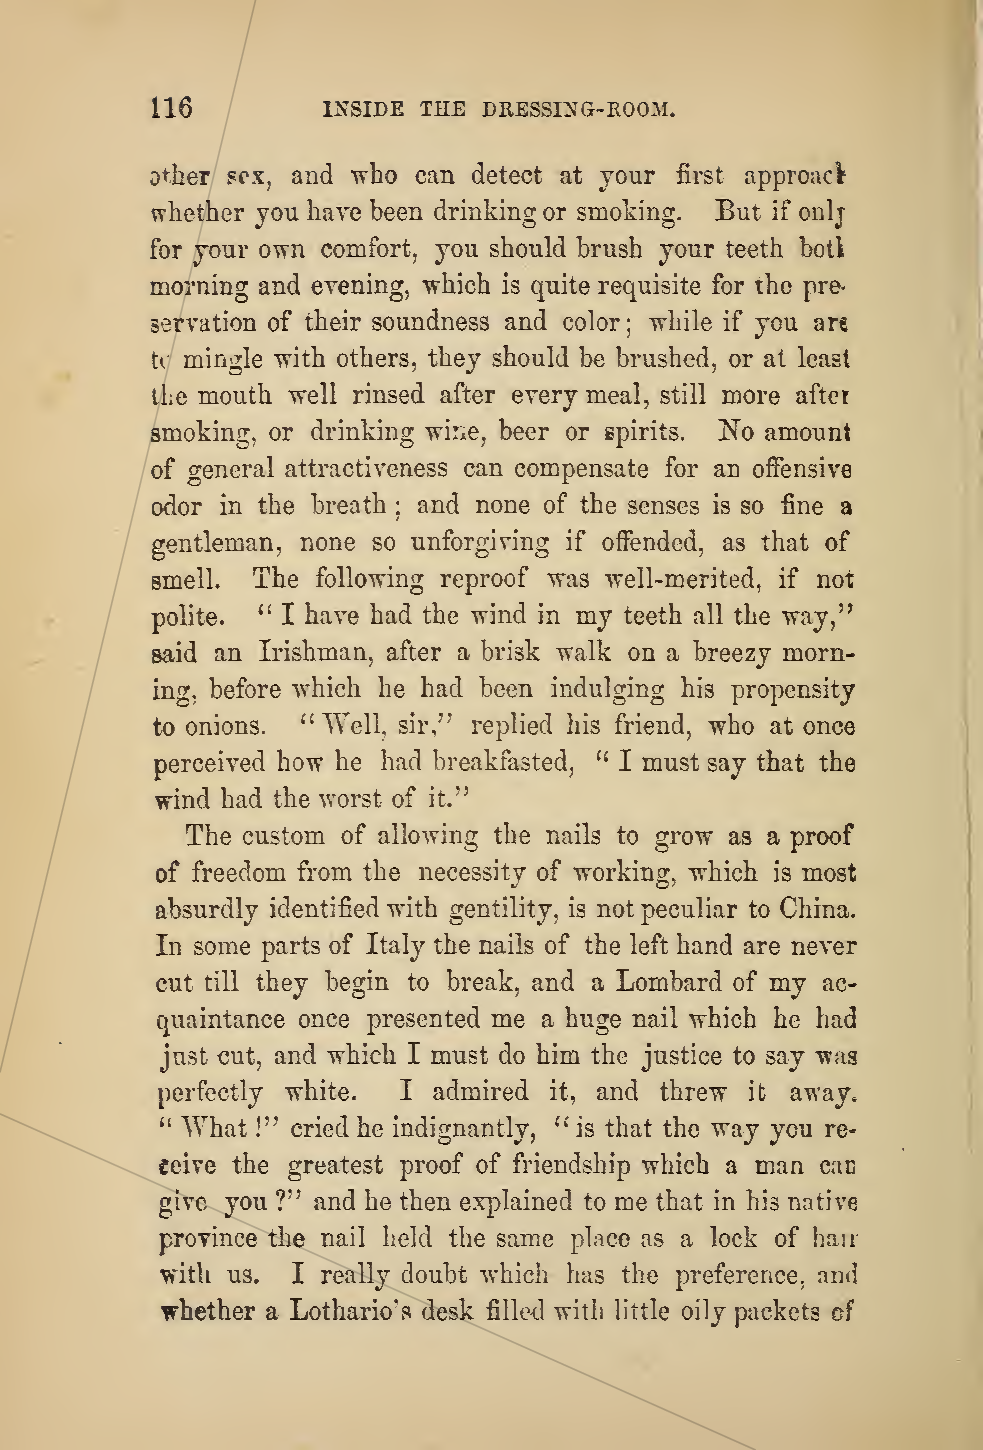 116 INSIDE THE DRESSING-ROOM.
other sex, and who can detect at your first approach
whether you have been drinking or smoking. But if only
for your own comfort, you should brush your teeth both
morning and evening, which is quite requisite for the pre-
servation of their soundness and color; while if you are
to mingle with others, they should be brushed, or at least
the mouth well rinsed after every meal, still more after
smoking, or drinking wine, beer or spirits. No amount
of general attractiveness can compensate for an offensive
odor in the breath; and none of the senses is so fine a
gentleman, none so unforgiving if offended, as that of
smell. The following reproof was well-merited, if not
polite. “I have had the wind in my teeth all the way,”
said an Irishman, after a brisk walk on a breezy morn-
ing, before which he had been indulging his propensity
to onions. “Well, sir,” replied his friend, who at once
perceived how he had breakfasted, “I must say that the
wind had the worst of it.”
The custom of allowing the nails to grow as a proof
of freedom from the necessity of working, which is most
absurdly identified with gentility, is not peculiar to China.
In some parts of Italy the nails of the left hand are never
cut till they begin to break, and a Lombard of my ac-
quaintance once presented me a huge nail which he had
just cut, and which I must do him the justice to say was
perfectly white. I admired it, and threw it away.
“What!” cried he indignantly, “is that the way you re-
ceive the greatest proof of friendship which a man can
give you?” and he then explained to me that in his native
province the nail held the same place as a lock of hair
with us. I really doubt which has the preference, and
whether a Lothario's desk filled with little oily packets of